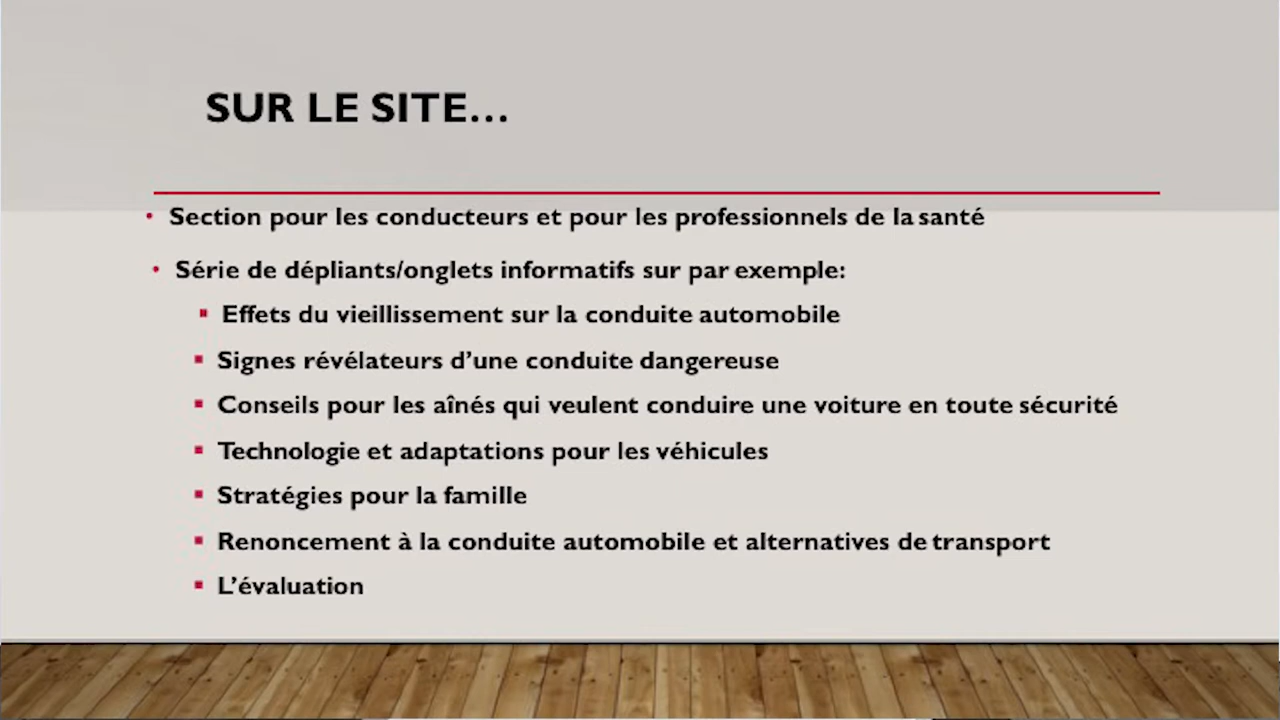 SUR LE SITE...
• Section pour les conducteurs et pour les professionnels de la santé
• Série de dépliants/onglets informatifs sur par exemple:
▪ Effets du vieillissement sur la conduite automobile
▪ Signes révélateurs d’une conduite dangereuse
▪ Conseils pour les aînés qui veulent conduire une voiture en toute sécurité
▪ Technologie et adaptations pour les véhicules
▪ Stratégies pour la famille
▪ Renoncement à la conduite automobile et alternatives de transport
▪ L’évaluation